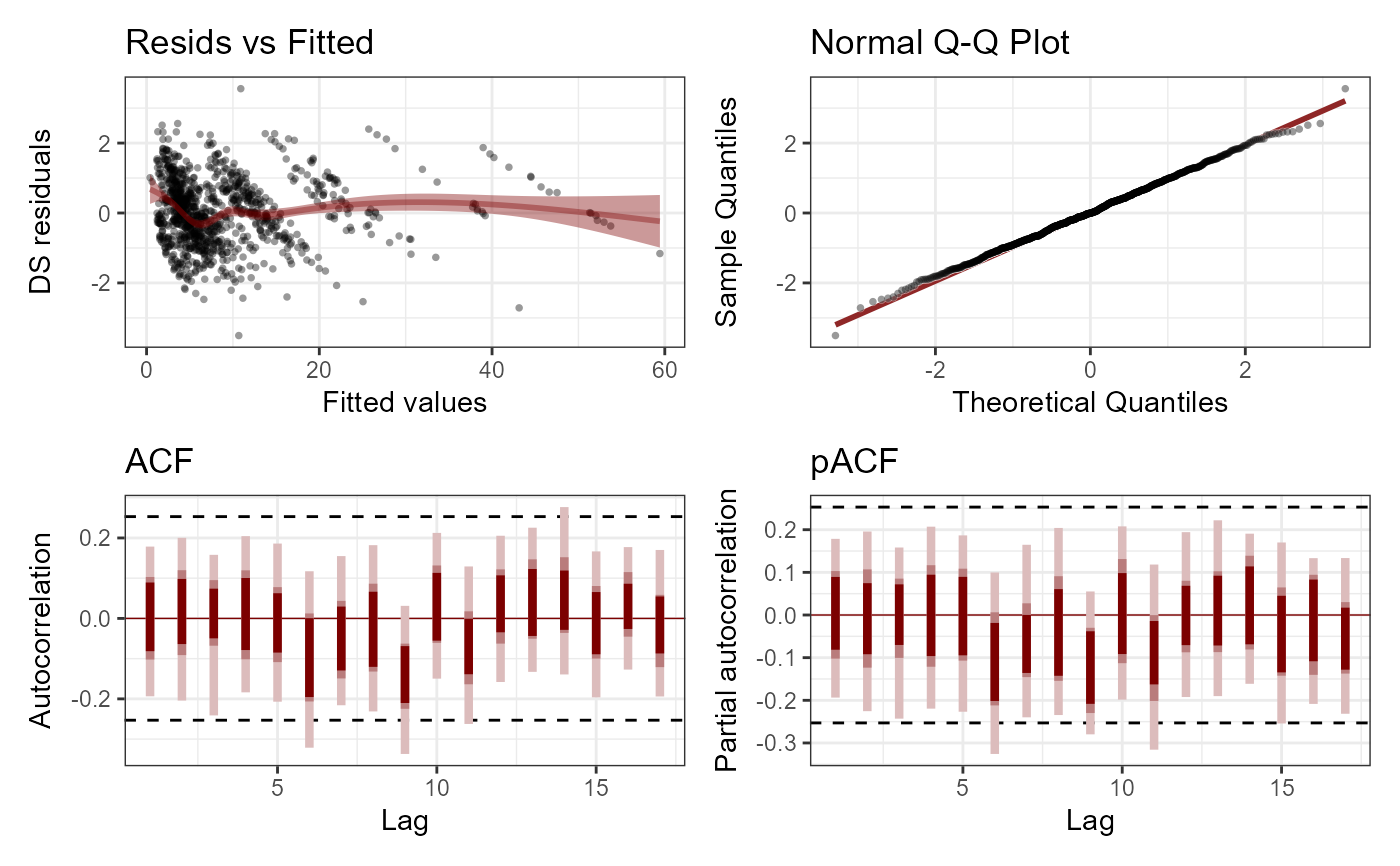 Resids vs Fitted
DS residuals
2
0
-2
0
20
40
60
Fitted values
Normal Q-Q Plot
Sample Quantiles
2
0
-2
-2
0
2
Theoretical Quantiles
ACF
Autocorrelation
0.2
0.0
-0.2
5
10
15
Lag
pACF
Partial autocorrelation
0.2
0.1
0.0
-0.1
-0.2
-0.3
5
10
15
Lag